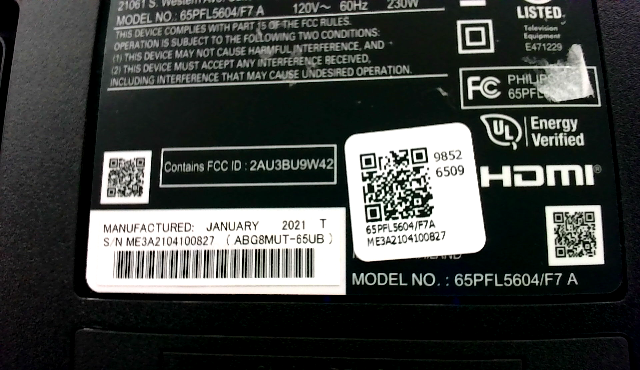 21061 S. Western Ave
MODEL NO. : 65PFL5604/F7 A 120V~ 60Hz 230W
THIS DEVICE COMPLIES WITH PART 15 OF THE FCC RULES.
OPERATION IS SUBJECT TO THE FOLLOWING TWO CONDITIONS:
(1) THIS DEVICE MAY NOT CAUSE HARMFUL INTERFERENCE, AND
(2) THIS DEVICE MUST ACCEPT ANY INTERFERENCE RECEIVED,
INCLUDING INTERFERENCE THAT MAY CAUSE UNDESIRED OPERATION.
LISTED
Television
Equipment
E471229
FC
UL
Energy
Verified
HDMI
Contains FCC ID : 2AU3BU9W42
9852
6509
65PFL5604/F7A
ME3A2104100827
MANUFACTURED: JANUARY 2021 T
S/N ME3A2104100827 ( ABG8MUT-65UB )
MODEL NO. : 65PFL5604/F7 A